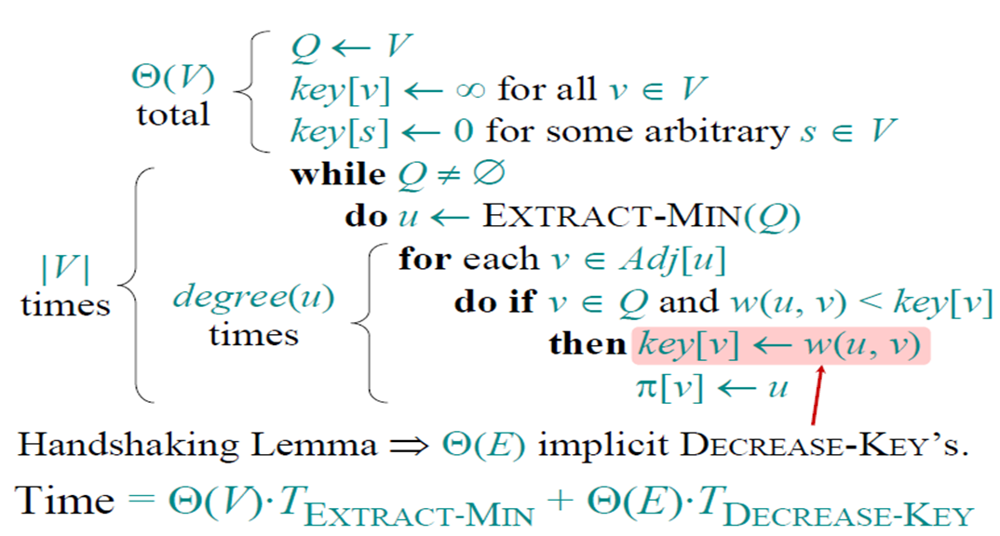 Q ← V
Θ(V) total
key[v] ← ∞ for all v ∈ V
key[s] ← 0 for some arbitrary s ∈ V
while Q ≠ ∅
do u ← EXTRACT-MIN(Q)
|V| times
for each v ∈ Adj[u]
degree(u) times
do if v ∈ Q and w(u, v) < key[v]
then key[v] ← w(u, v)
π[v] ← u
Handshaking Lemma ⇒ Θ(E) implicit DECREASE-KEY's.
Time = Θ(V)·T_EXTRACT-MIN + Θ(E)·T_DECREASE-KEY